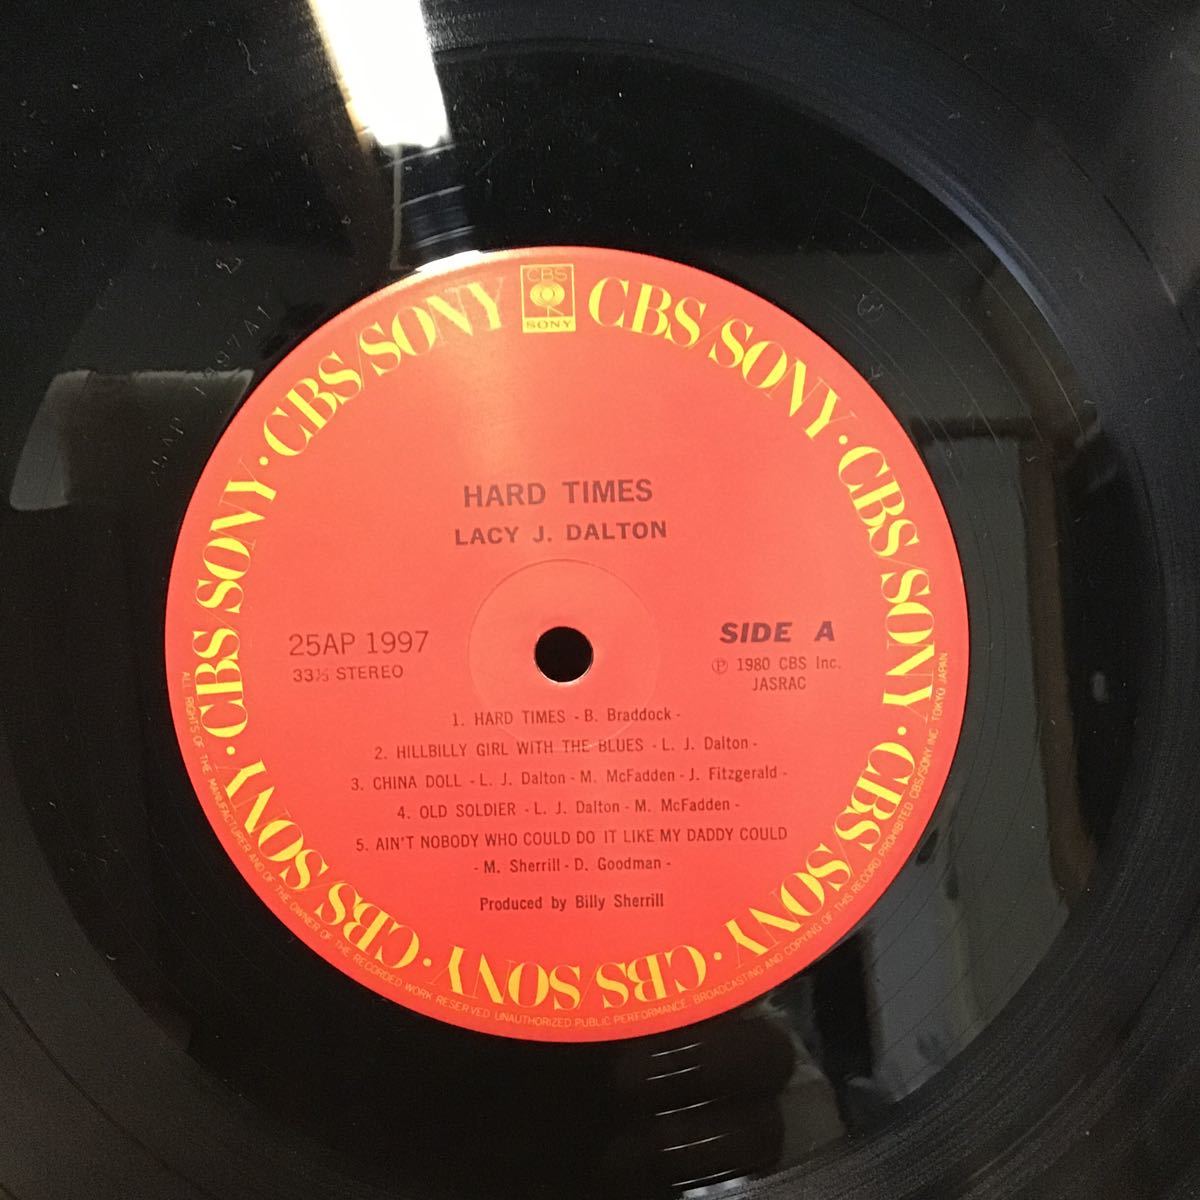 CBS
SONY
CBS/SONY · CBS/SONY · CBS/SONY · CBS/SONY · CBS/SONY · CBS/SONY · CBS/SONY · CBS/SONY
HARD TIMES
LACY J. DALTON
25AP 1997
33⅓ STEREO
SIDE A
Ⓟ 1980 CBS Inc.
JASRAC
1. HARD TIMES - B. Braddock -
2. HILLBILLY GIRL WITH THE BLUES - L. J. Dalton -
3. CHINA DOLL - L. J. Dalton - M. McFadden - J. Fitzgerald -
4. OLD SOLDIER - L. J. Dalton - M. McFadden -
5. AIN'T NOBODY WHO COULD DO IT LIKE MY DADDY COULD
- M. Sherrill - D. Goodman -
Produced by Billy Sherrill
ALL RIGHTS OF THE MANUFACTURER AND OF THE OWNER OF THE RECORDED WORK RESERVED UNAUTHORIZED PUBLIC PERFORMANCE. BROADCASTING AND COPYING OF THIS RECORD PROHIBITED CBS/SONY INC. TOKYO JAPAN